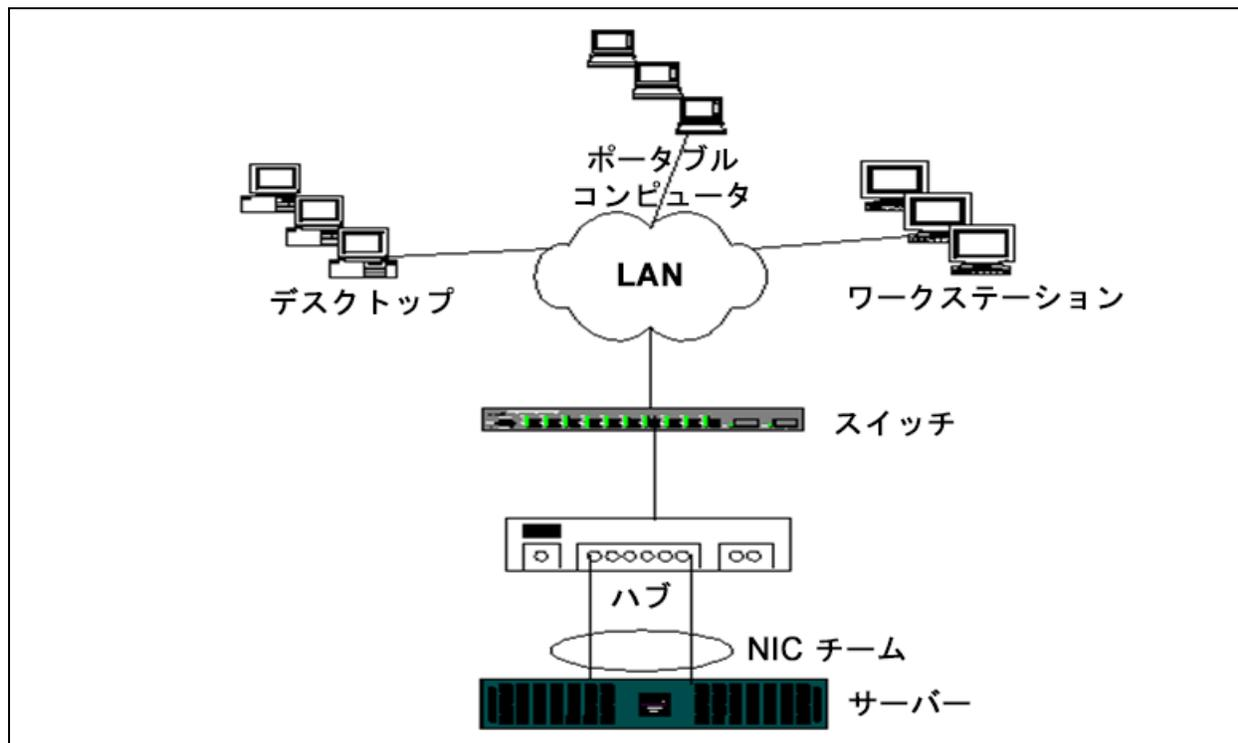 ポータブル
コンピュータ
デスクトップ
LAN
ワークステーション
スイッチ
ハブ
NIC チーム
サーバー